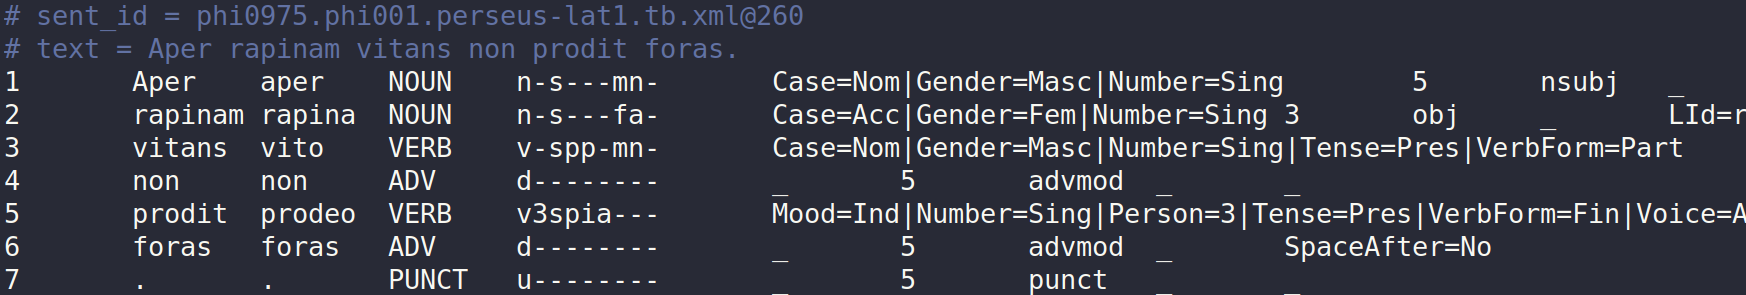 # sent_id = phi0975.phi001.perseus-lat1.tb.xml@260
# text = Aper rapinam vitans non prodit foras.
1 Aper aper NOUN n-s---mn- Case=Nom|Gender=Masc|Number=Sing 5 nsubj _
2 rapinam rapina NOUN n-s---fa- Case=Acc|Gender=Fem|Number=Sing 3 obj _ LId=r
3 vitans vito VERB v-spp-mn- Case=Nom|Gender=Masc|Number=Sing|Tense=Pres|VerbForm=Part
4 non non ADV d-------- _ 5 advmod _ _
5 prodit prodeo VERB v3spia--- Mood=Ind|Number=Sing|Person=3|Tense=Pres|VerbForm=Fin|Voice=A
6 foras foras ADV d-------- _ 5 advmod _ SpaceAfter=No
7 . . PUNCT u-------- _ 5 punct _ _